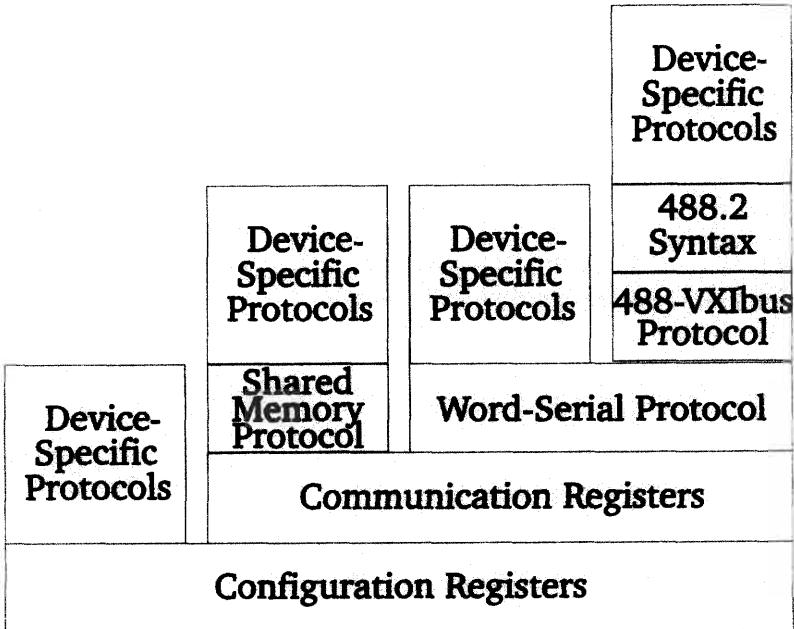 Device-
Specific
Protocols
488.2
Syntax
488-VXIbus
Protocol
Device-
Specific
Protocols
Device-
Specific
Protocols
Shared
Memory
Protocol
Word-Serial Protocol
Device-
Specific
Protocols
Communication Registers
Configuration Registers